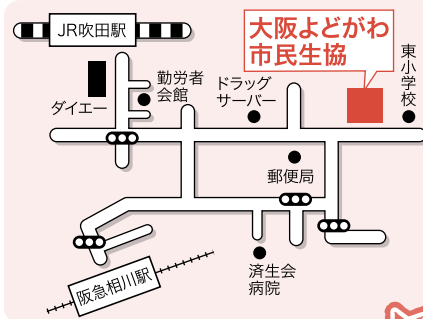 JR吹田駅
大阪よどがわ
市民生協
東小学校
勤労者
会館
ドラッグ
サーバー
ダイエー
郵便局
済生会
病院
阪急相川駅